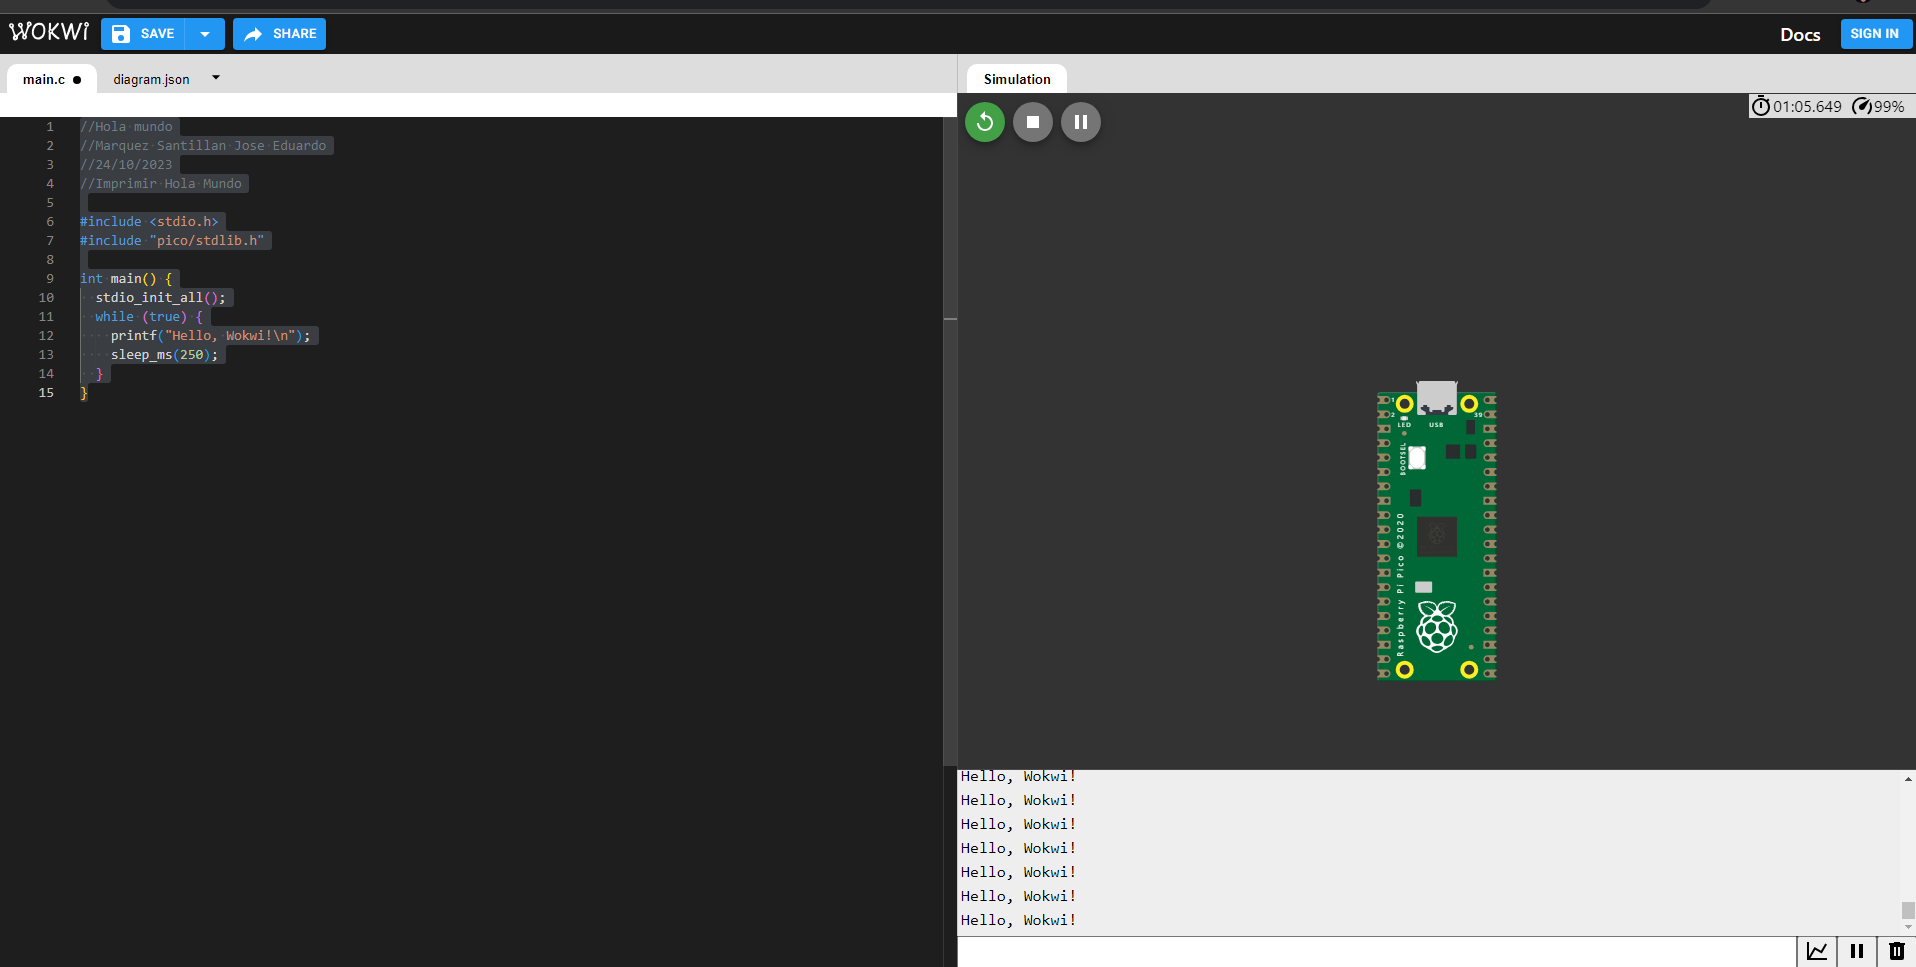 WOKWI SAVE SHARE Docs SIGN IN
main.c diagram.json Simulation
01:05.649 99%
1 //Hola mundo
2 //Marquez Santillan Jose Eduardo
3 //24/10/2023
4 //Imprimir Hola Mundo
5
6 #include <stdio.h>
7 #include "pico/stdlib.h"
8
9 int main() {
10 stdio_init_all();
11 while (true) {
12 printf("Hello, Wokwi!\n");
13 sleep_ms(250);
14 }
15 }
1
2 39
LED USB
BOOTSEL
Raspberry Pi Pico ©2020
Hello, Wokwi!
Hello, Wokwi!
Hello, Wokwi!
Hello, Wokwi!
Hello, Wokwi!
Hello, Wokwi!
Hello, Wokwi!